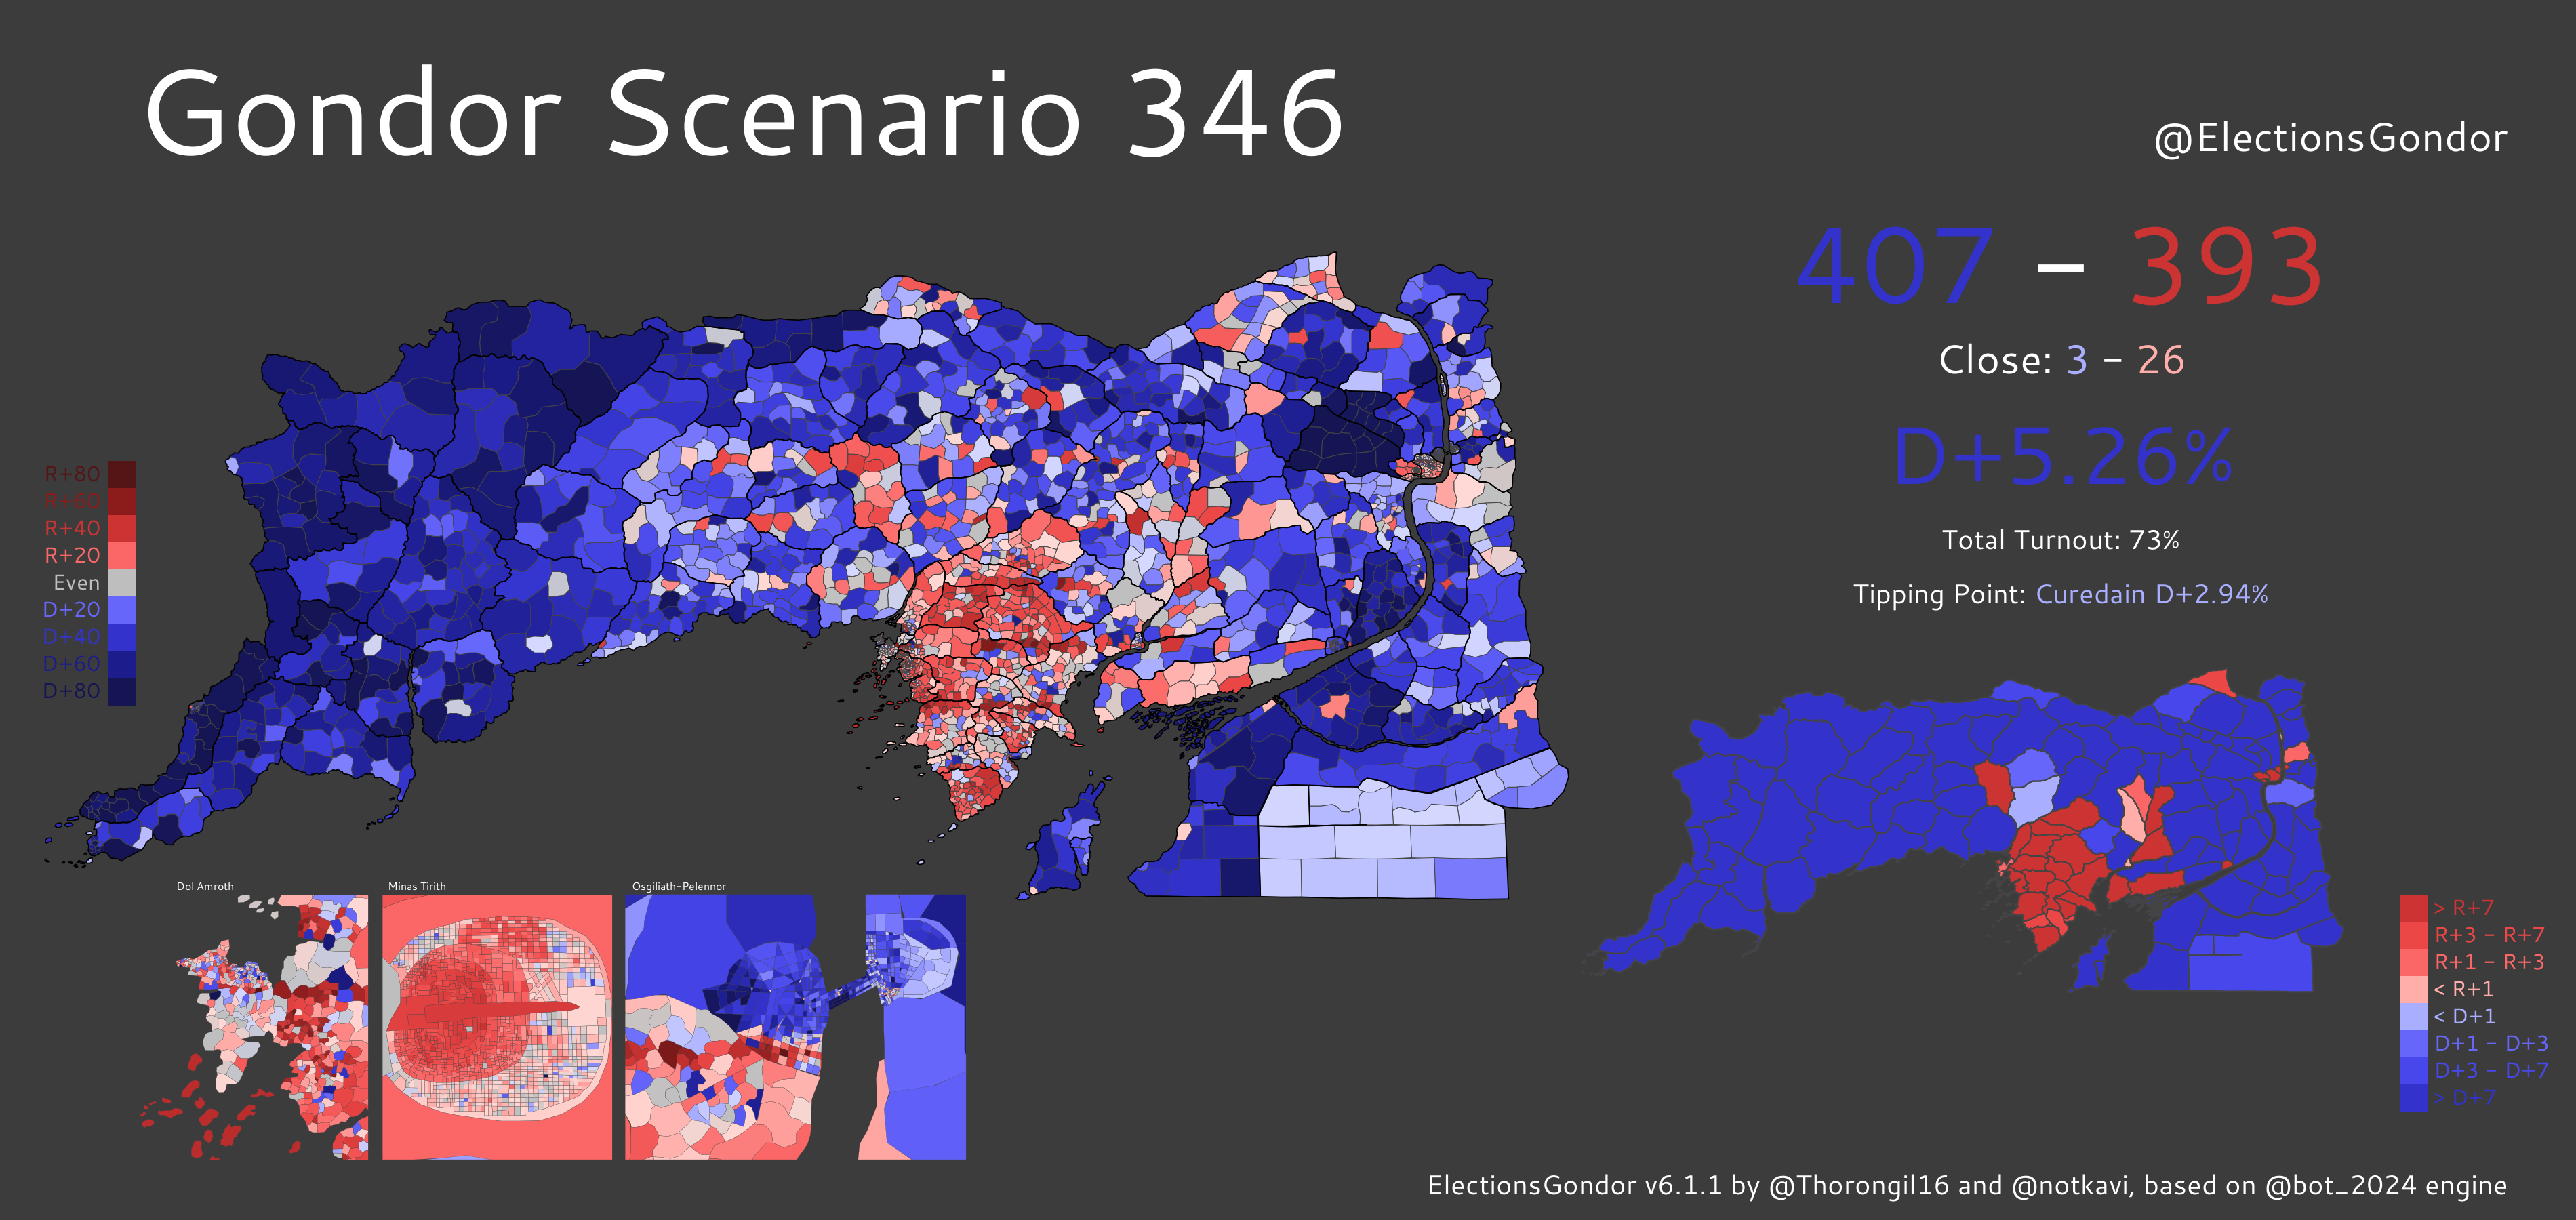 Gondor Scenario 346
@ElectionsGondor
407 – 393
Close: 3 – 26
D+5.26%
Total Turnout: 73%
Tipping Point: Curedain D+2.94%
R+80
R+60
R+40
R+20
Even
D+20
D+40
D+60
D+80
Dol Amroth
Minas Tirith
Osgiliath-Pelennor
> R+7
R+3 - R+7
R+1 - R+3
< R+1
< D+1
D+1 - D+3
D+3 - D+7
> D+7
ElectionsGondor v6.1.1 by @Thorongil16 and @notkavi, based on @bot_2024 engine